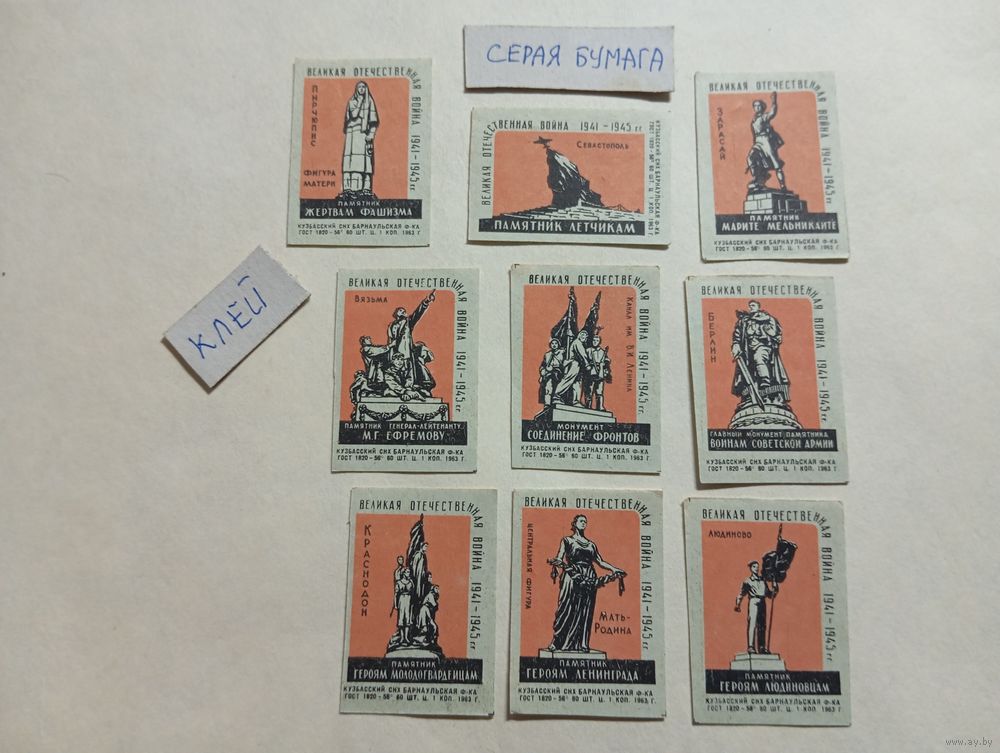 СЕРАЯ БУМАГА
ВЕЛИКАЯ ОТЕЧЕСТВЕННАЯ ВОЙНА 1941-1945 гг.
ПИРЧЮПИС
ФИГУРА
МАТЕРИ
ПАМЯТНИК
ЖЕРТВАМ ФАШИЗМА
КУЗБАССКИЙ СНХ БАРНАУЛЬСКАЯ Ф-КА
ГОСТ 1820-56° 60 ШТ. Ц. 1 КОП. 1963 Г.
ВЕЛИКАЯ ОТЕЧЕСТВЕННАЯ ВОЙНА 1941-1945 гг.
СЕВАСТОПОЛЬ
ПАМЯТНИК ЛЕТЧИКАМ
КУЗБАССКИЙ СНХ БАРНАУЛЬСКАЯ Ф-КА
ГОСТ 1820-56° 60 ШТ. Ц. 1 КОП. 1963 Г.
ВЕЛИКАЯ ОТЕЧЕСТВЕННАЯ ВОЙНА 1941-1945 гг.
ЗАРАСАЙ
ПАМЯТНИК
МАРИТЕ МЕЛЬНИКАЙТЕ
КУЗБАССКИЙ СНХ БАРНАУЛЬСКАЯ Ф-КА
ГОСТ 1820-56° 60 ШТ. Ц. 1 КОП. 1963 Г.
КЛЕЙ
ВЕЛИКАЯ ОТЕЧЕСТВЕННАЯ ВОЙНА 1941-1945 гг.
ВЯЗЬМА
ПАМЯТНИК ГЕНЕРАЛ-ЛЕЙТЕНАНТУ
М.Г. ЕФРЕМОВУ
КУЗБАССКИЙ СНХ БАРНАУЛЬСКАЯ Ф-КА
ГОСТ 1820-56° 60 ШТ. Ц. 1 КОП. 1963 Г.
ВЕЛИКАЯ ОТЕЧЕСТВЕННАЯ ВОЙНА 1941-1945 гг.
КАНАЛ ИМ. В.И. ЛЕНИНА
МОНУМЕНТ
СОЕДИНЕНИЕ ФРОНТОВ
КУЗБАССКИЙ СНХ БАРНАУЛЬСКАЯ Ф-КА
ГОСТ 1820-56° 60 ШТ. Ц. 1 КОП. 1963 Г.
ВЕЛИКАЯ ОТЕЧЕСТВЕННАЯ ВОЙНА 1941-1945 гг.
БЕРЛИН
ГЛАВНЫЙ МОНУМЕНТ ПАМЯТНИКА
ВОИНАМ СОВЕТСКОЙ АРМИИ
КУЗБАССКИЙ СНХ БАРНАУЛЬСКАЯ Ф-КА
ГОСТ 1820-56° 60 ШТ. Ц. 1 КОП. 1963 Г.
ВЕЛИКАЯ ОТЕЧЕСТВЕННАЯ ВОЙНА 1941-1945 гг.
КРАСНОДОН
ПАМЯТНИК
ГЕРОЯМ МОЛОДОГВАРДЕЙЦАМ
КУЗБАССКИЙ СНХ БАРНАУЛЬСКАЯ Ф-КА
ГОСТ 1820-56° 60 ШТ. Ц. 1 КОП. 1963 Г.
ВЕЛИКАЯ ОТЕЧЕСТВЕННАЯ ВОЙНА 1941-1945 гг.
ЦЕНТРАЛЬНАЯ ФИГУРА
МАТЬ-
РОДИНА
ПАМЯТНИК
ГЕРОЯМ ЛЕНИНГРАДА
КУЗБАССКИЙ СНХ БАРНАУЛЬСКАЯ Ф-КА
ГОСТ 1820-56° 60 ШТ. Ц. 1 КОП. 1963 Г.
ВЕЛИКАЯ ОТЕЧЕСТВЕННАЯ ВОЙНА 1941-1945 гг.
ЛЮДИНОВО
ПАМЯТНИК
ГЕРОЯМ ЛЮДИНОВЦАМ
КУЗБАССКИЙ СНХ БАРНАУЛЬСКАЯ Ф-КА
ГОСТ 1820-56° 60 ШТ. Ц. 1 КОП. 1963 Г.
www.ay.by